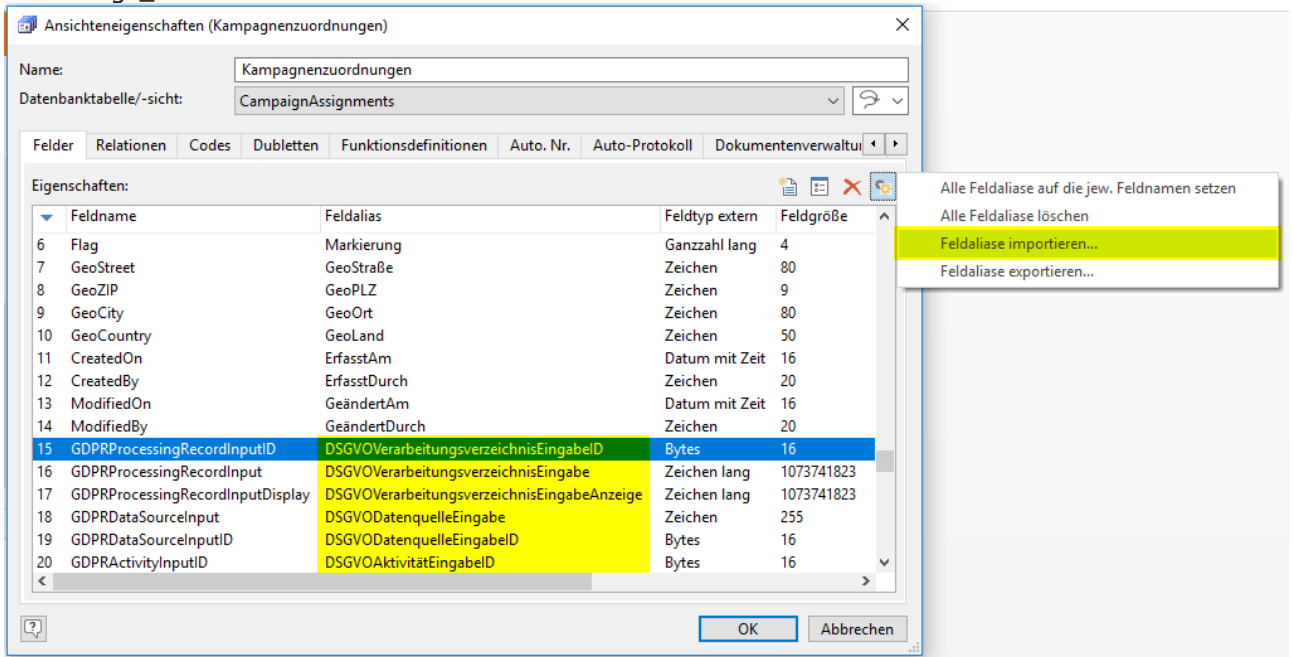 Ansichteneigenschaften (Kampagnenzuordnungen)
Name: Kampagnenzuordnungen
Datenbanktabelle/-sicht: CampaignAssignments
Felder Relationen Codes Dubletten Funktionsdefinitionen Auto. Nr. Auto-Protokoll Dokumentenverwaltu
Eigenschaften:
Feldname Feldalias Feldtyp extern Feldgröße
6 Flag Markierung Ganzzahl lang 4
7 GeoStreet GeoStraße Zeichen 80
8 GeoZIP GeoPLZ Zeichen 9
9 GeoCity GeoOrt Zeichen 80
10 GeoCountry GeoLand Zeichen 50
11 CreatedOn ErfasstAm Datum mit Zeit 16
12 CreatedBy ErfasstDurch Zeichen 20
13 ModifiedOn GeändertAm Datum mit Zeit 16
14 ModifiedBy GeändertDurch Zeichen 20
15 GDPRProcessingRecordInputID DSGVOVerarbeitungsverzeichnisEingabeID Bytes 16
16 GDPRProcessingRecordInput DSGVOVerarbeitungsverzeichnisEingabe Zeichen lang 1073741823
17 GDPRProcessingRecordInputDisplay DSGVOVerarbeitungsverzeichnisEingabeAnzeige Zeichen lang 1073741823
18 GDPRDataSourceInput DSGVODatenquelleEingabe Zeichen 255
19 GDPRDataSourceInputID DSGVODatenquelleEingabeID Bytes 16
20 GDPRActivityInputID DSGVOAktivitätEingabeID Bytes 16
OK Abbrechen
Alle Feldaliase auf die jew. Feldnamen setzen
Alle Feldaliase löschen
Feldaliase importieren...
Feldaliase exportieren...